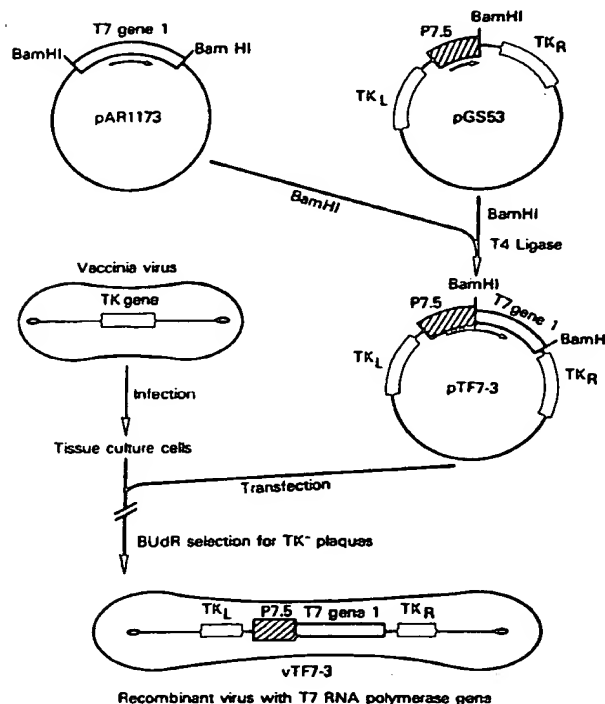 T7 gene 1
BamHI
Bam HI
pAR1173
BamHI
P7.5
TKR
TKL
pGS53
BamHI
BamHI
T4 Ligase
Vaccinia virus
TK gene
BamHI
P7.5
T7 gene 1
BamH
TKL
TKR
pTF7-3
Infection
Tissue culture cells
Transfection
BUdR selection for TK- plaques
TKL
P7.5
T7 gena 1
TKR
vTF7-3
Recombinant virus with T7 RNA polymerase gena